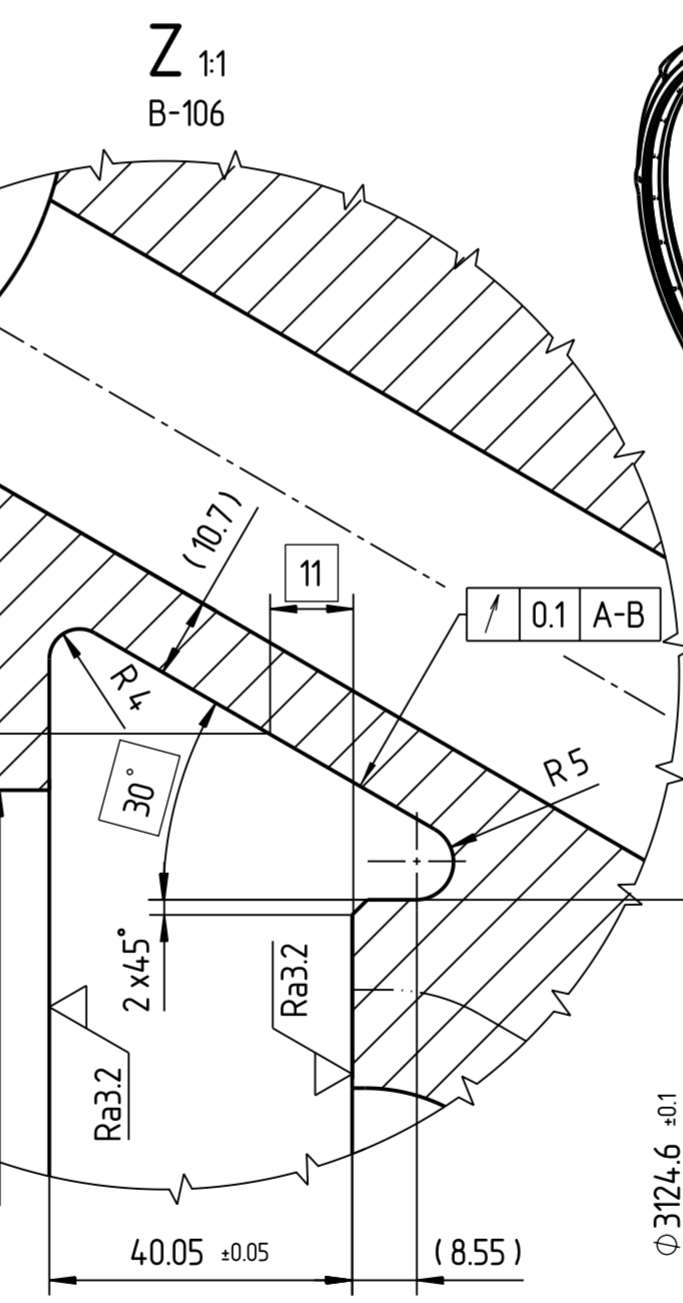 Z 1:1
B-106
(10.7)
11
0.1 A-B
R4
R5
30°
2x45°
Ra3.2
Ra3.2
Φ3124.6 ±0.1
40.05 ±0.05
(8.55)